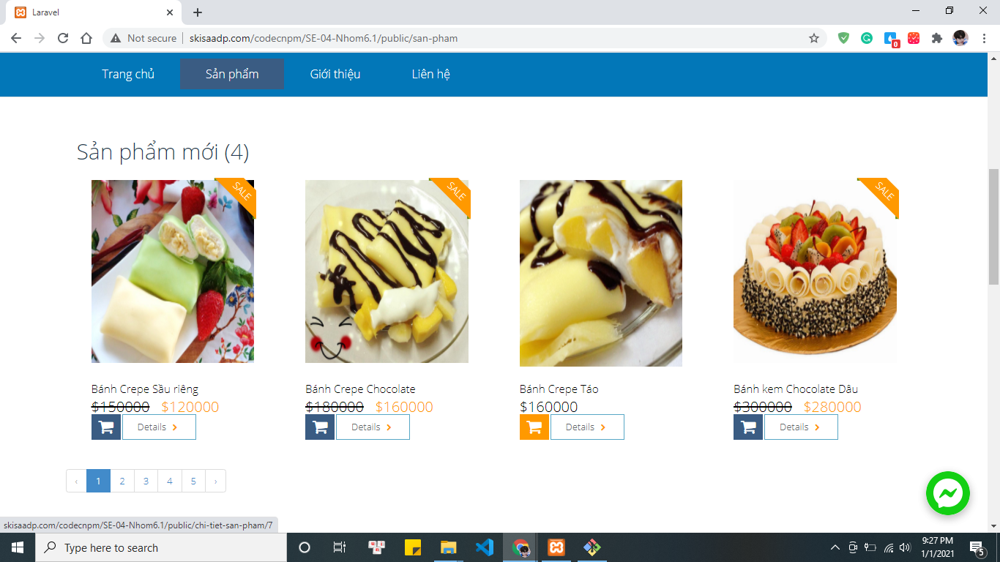 Laravel
Not secure skisaadp.com/codecnpm/SE-04-Nhom6.1/public/san-pham
0
Trang chủ Sản phẩm Giới thiệu Liên hệ
Sản phẩm mới (4)
SALE SALE SALE
Bánh Crepe Sầu riêng Bánh Crepe Chocolate Bánh Crepe Táo Bánh kem Chocolate Dâu
$150000 $120000 $180000 $160000 $160000 $300000 $280000
Details Details Details Details
‹ 1 2 3 4 5 ›
skisaadp.com/codecnpm/SE-04-Nhom6.1/public/chi-tiet-san-pham/7
Type here to search
9:27 PM
1/1/2021
5